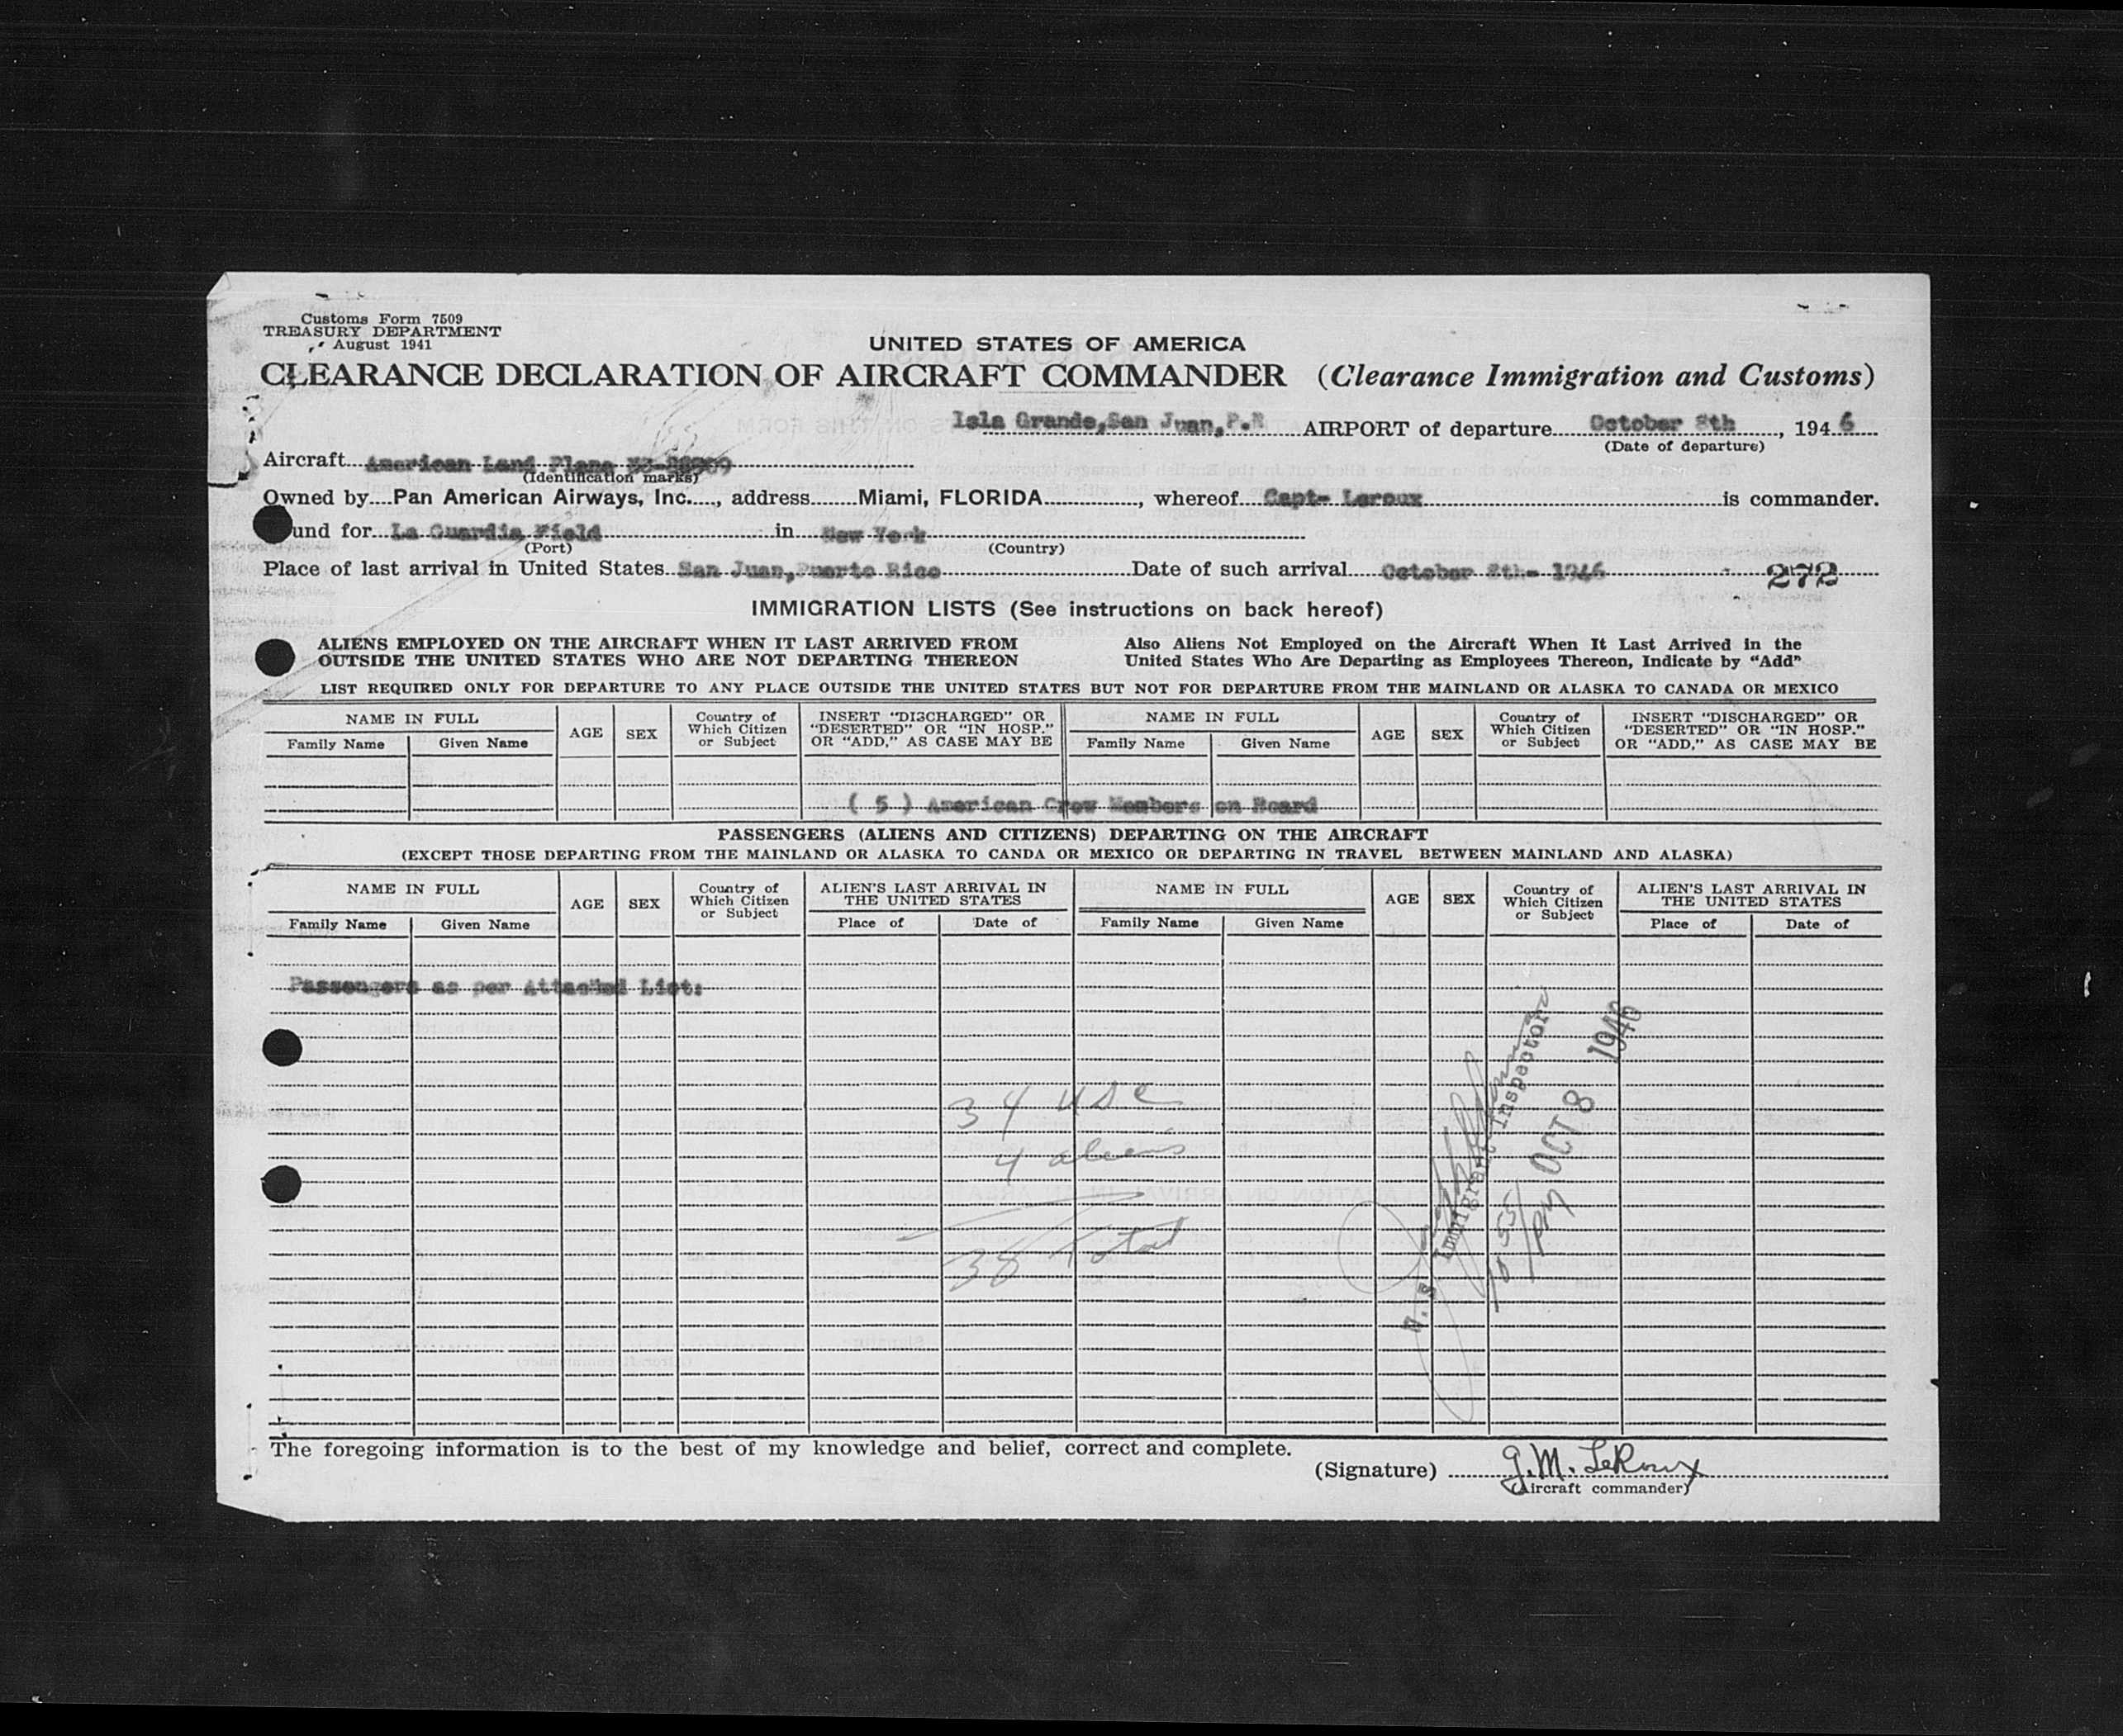 Customs Form 7509
TREASURY DEPARTMENT
August 1941
UNITED STATES OF AMERICA
CLEARANCE DECLARATION OF AIRCRAFT COMMANDER (Clearance Immigration and Customs)
Isla Grande,San Juan,P.R AIRPORT of departure October 8th, 1946
(Date of departure)
Aircraft American Land Plane
(Identification marks)
Owned by Pan American Airways, Inc., address Miami, FLORIDA, whereof Capt- Leroux is commander.
und for La Guardia Field in New York
(Port) (Country)
Place of last arrival in United States San Juan,Puerto Rico Date of such arrival October 8th- 1946 272
IMMIGRATION LISTS (See instructions on back hereof)
ALIENS EMPLOYED ON THE AIRCRAFT WHEN IT LAST ARRIVED FROM
OUTSIDE THE UNITED STATES WHO ARE NOT DEPARTING THEREON
Also Aliens Not Employed on the Aircraft When It Last Arrived in the
United States Who Are Departing as Employees Thereon, Indicate by "Add"
LIST REQUIRED ONLY FOR DEPARTURE TO ANY PLACE OUTSIDE THE UNITED STATES BUT NOT FOR DEPARTURE FROM THE MAINLAND OR ALASKA TO CANADA OR MEXICO
NAME IN FULL
Family Name Given Name
AGE
SEX
Country of
Which Citizen
or Subject
INSERT "DISCHARGED" OR
"DESERTED" OR "IN HOSP."
OR "ADD," AS CASE MAY BE
NAME IN FULL
Family Name Given Name
AGE
SEX
Country of
Which Citizen
or Subject
INSERT "DISCHARGED" OR
"DESERTED" OR "IN HOSP."
OR "ADD," AS CASE MAY BE
( 5 ) American Crew Members on Board
PASSENGERS (ALIENS AND CITIZENS) DEPARTING ON THE AIRCRAFT
(EXCEPT THOSE DEPARTING FROM THE MAINLAND OR ALASKA TO CANDA OR MEXICO OR DEPARTING IN TRAVEL BETWEEN MAINLAND AND ALASKA)
NAME IN FULL
Family Name Given Name
AGE
SEX
Country of
Which Citizen
or Subject
ALIEN'S LAST ARRIVAL IN
THE UNITED STATES
Place of Date of
NAME IN FULL
Family Name Given Name
AGE
SEX
Country of
Which Citizen
or Subject
ALIEN'S LAST ARRIVAL IN
THE UNITED STATES
Place of Date of
Passengers as per Attached List:
34 USC
4 aliens
38 Total
U.S. Immigrant Inspector
10 55 PM OCT 8 1946
The foregoing information is to the best of my knowledge and belief, correct and complete.
(Signature) G.M. LeRoux
(Aircraft commander)